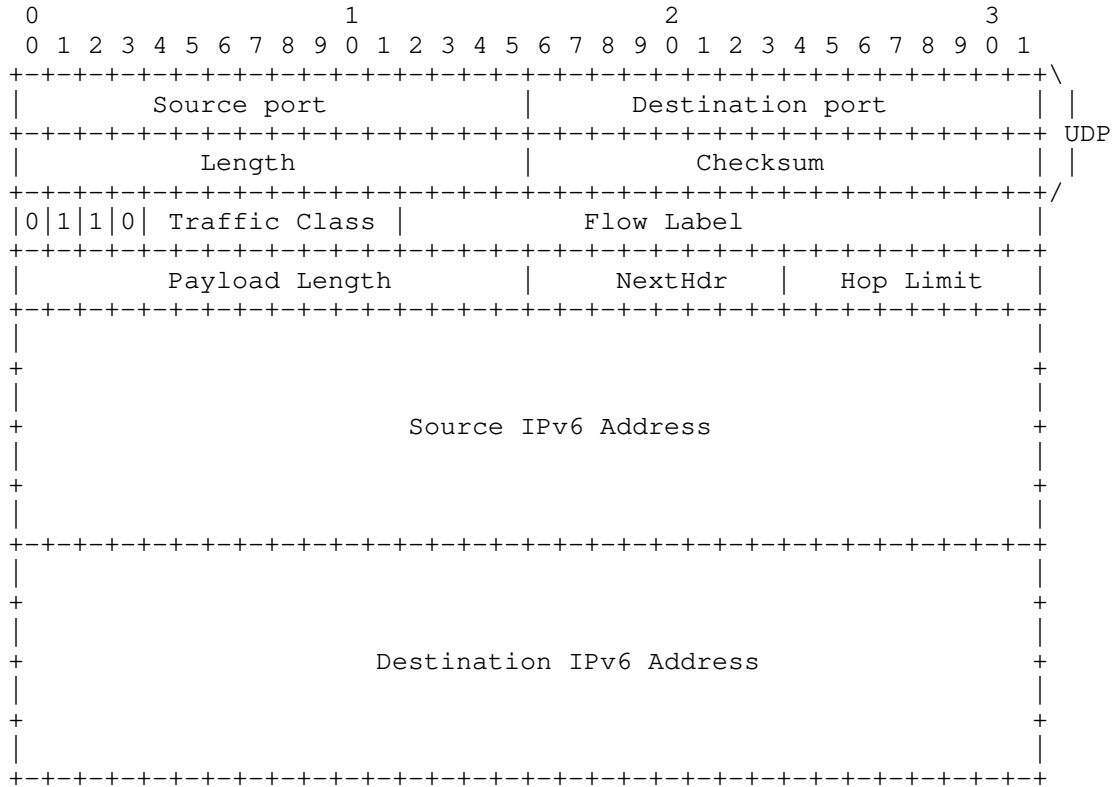 0                   1                   2                   3
 0 1 2 3 4 5 6 7 8 9 0 1 2 3 4 5 6 7 8 9 0 1 2 3 4 5 6 7 8 9 0 1
+-+-+-+-+-+-+-+-+-+-+-+-+-+-+-+-+-+-+-+-+-+-+-+-+-+-+-+-+-+-+-+-+\
|        Source port            |      Destination port         | |
+-+-+-+-+-+-+-+-+-+-+-+-+-+-+-+-+-+-+-+-+-+-+-+-+-+-+-+-+-+-+-+-+ UDP
|           Length              |          Checksum             | |
+-+-+-+-+-+-+-+-+-+-+-+-+-+-+-+-+-+-+-+-+-+-+-+-+-+-+-+-+-+-+-+-+/
|0|1|1|0| Traffic Class |           Flow Label                  |
+-+-+-+-+-+-+-+-+-+-+-+-+-+-+-+-+-+-+-+-+-+-+-+-+-+-+-+-+-+-+-+-+
|         Payload Length        |     NextHdr   |   Hop Limit   |
+-+-+-+-+-+-+-+-+-+-+-+-+-+-+-+-+-+-+-+-+-+-+-+-+-+-+-+-+-+-+-+-+
|                                                               |
+                                                               +
|                                                               |
+                        Source IPv6 Address                    +
|                                                               |
+                                                               +
|                                                               |
+-+-+-+-+-+-+-+-+-+-+-+-+-+-+-+-+-+-+-+-+-+-+-+-+-+-+-+-+-+-+-+-+
|                                                               |
+                                                               +
|                                                               |
+                      Destination IPv6 Address                 +
|                                                               |
+                                                               +
|                                                               |
+-+-+-+-+-+-+-+-+-+-+-+-+-+-+-+-+-+-+-+-+-+-+-+-+-+-+-+-+-+-+-+-+